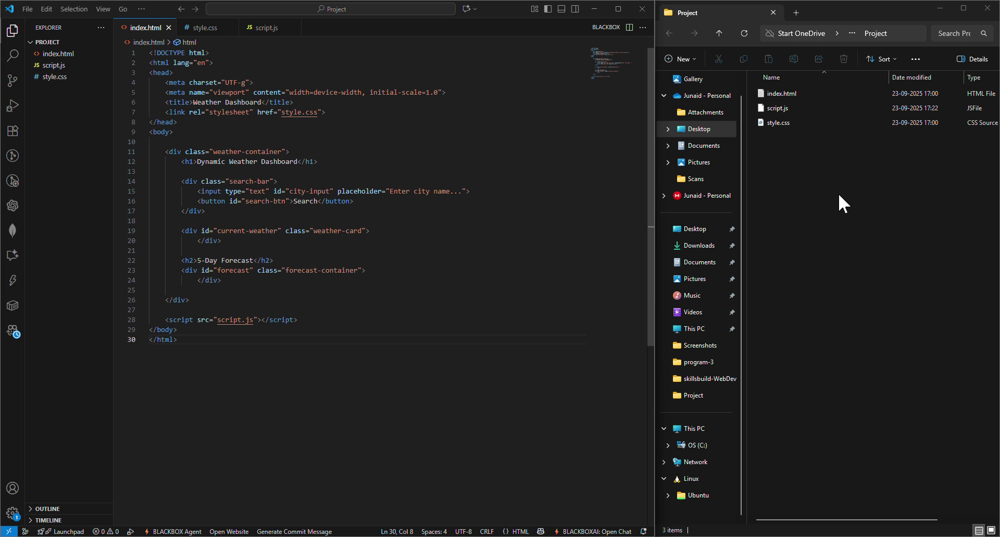 File Edit Selection View Go ··· Project
EXPLORER ···
PROJECT
index.html
script.js
style.css
OUTLINE
TIMELINE
index.html style.css JS script.js BLACKBOX ···
index.html > html
1 <!DOCTYPE html>
2 <html lang="en">
3 <head>
4 <meta charset="UTF-g">
5 <meta name="viewport" content="width=device-width, initial-scale=1.0">
6 <title>Weather Dashboard</title>
7 <link rel="stylesheet" href="style.css">
8 </head>
9 <body>
10
11 <div class="weather-container">
12 <h1>Dynamic Weather Dashboard</h1>
13
14 <div class="search-bar">
15 <input type="text" id="city-input" placeholder="Enter city name...">
16 <button id="search-btn">Search</button>
17 </div>
18
19 <div id="current-weather" class="weather-card">
20 </div>
21
22 <h2>5-Day Forecast</h2>
23 <div id="forecast" class="forecast-container">
24 </div>
25
26 </div>
27
28 <script src="script.js"></script>
29 </body>
30 </html>
1
Launchpad 0 0 BLACKBOX Agent Open Website Generate Commit Message Ln 30, Col 8 Spaces: 4 UTF-8 CRLF {} HTML BLACKBOXAI: Open Chat
Project
Start OneDrive > ··· Project Search Prc
New Sort ··· Details
Gallery
Junaid - Personal
Attachments
Desktop
Documents
Pictures
Scans
Junaid - Personal
Desktop
Downloads
Documents
Pictures
Music
Videos
This PC
Screenshots
program-3
skillsbuild-WebDev
Project
This PC
OS (C:)
Network
Linux
Ubuntu
Name Date modified Type
index.html 23-09-2025 17:00 HTML File
script.js 23-09-2025 17:22 JSFile
style.css 23-09-2025 17:00 CSS Source
3 items